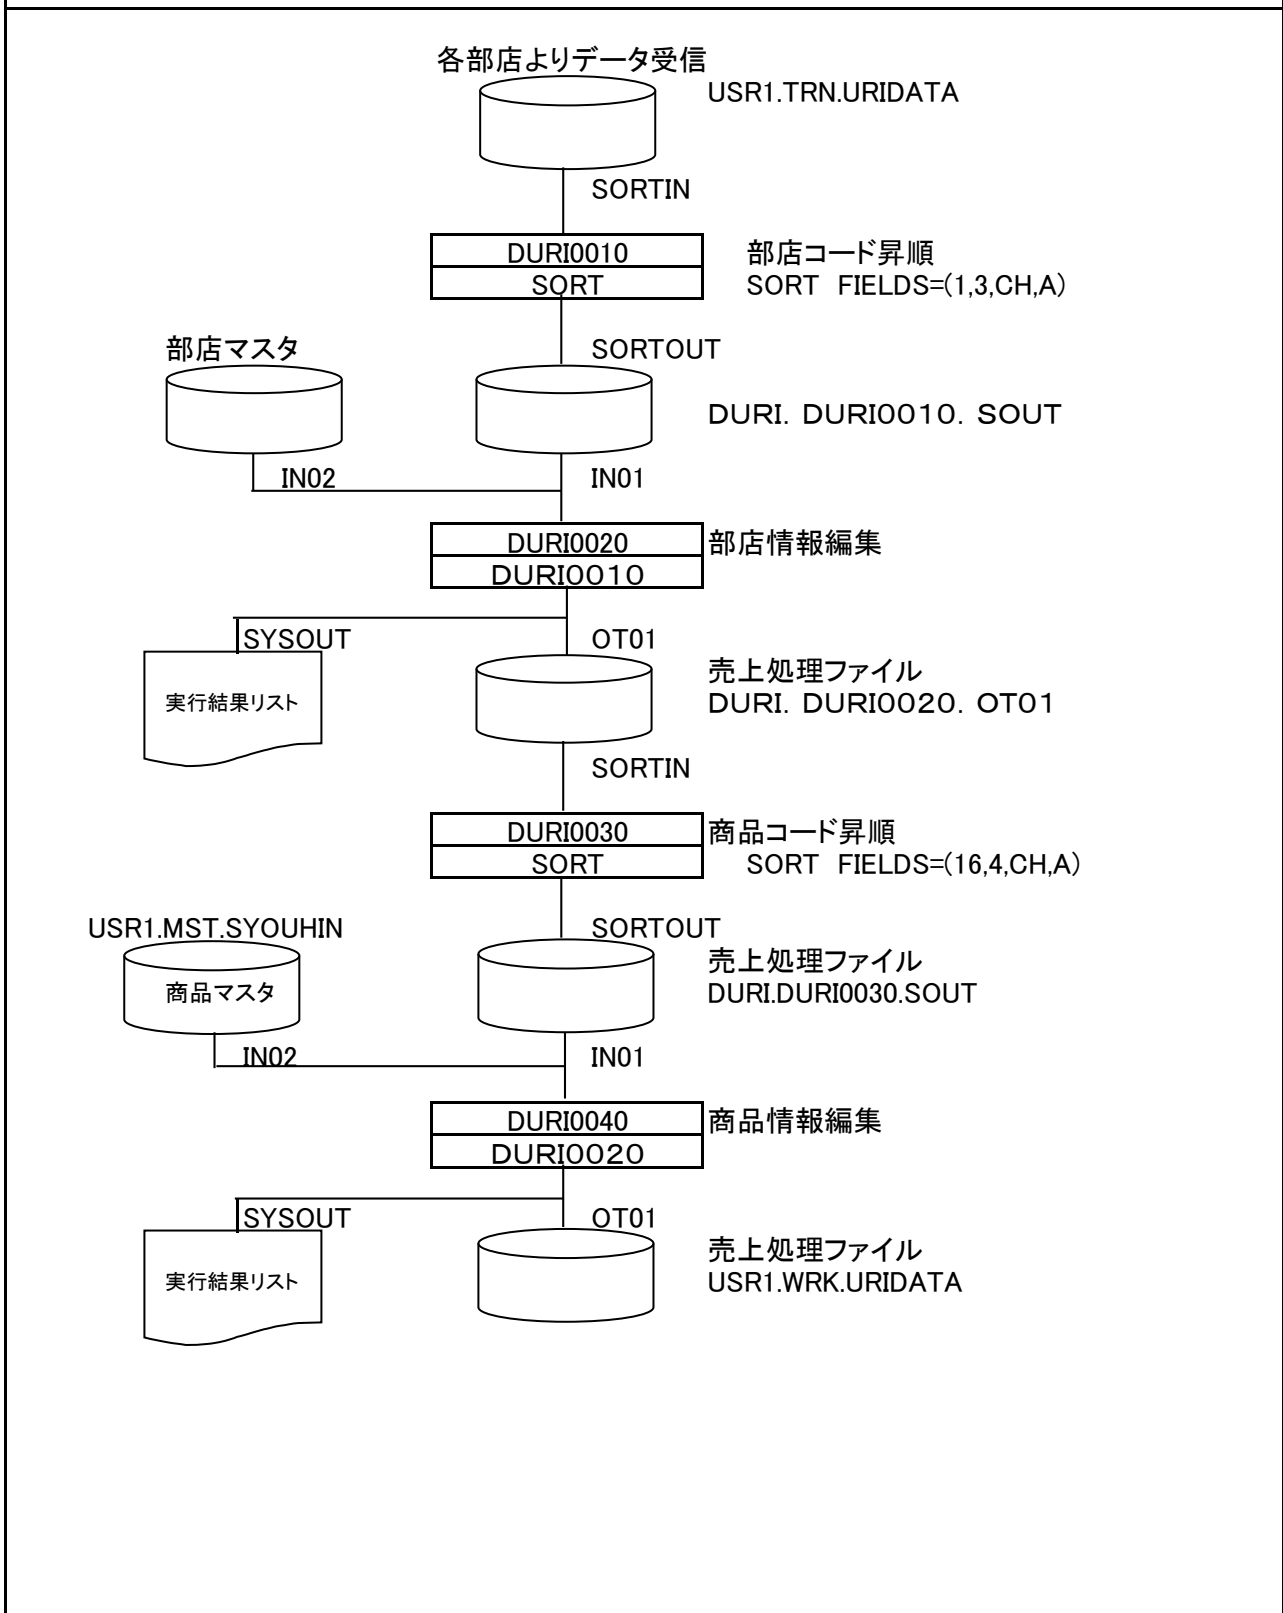 各部店よりデータ受信
USR1.TRN.URIDATA
SORTIN
DURI0010
部店コード昇順
SORT
SORT FIELDS=(1,3,CH,A)
部店マスタ
SORTOUT
DURI．DURI００１０．SOUT
IN02
IN01
DURI0020
部店情報編集
DURI００１０
SYSOUT
OT01
実行結果リスト
売上処理ファイル
DURI．DURI００２０．OT０１
SORTIN
DURI0030
商品コード昇順
SORT
SORT FIELDS=(16,4,CH,A)
USR1.MST.SYOUHIN
SORTOUT
商品マスタ
売上処理ファイル
DURI.DURI0030.SOUT
IN02
IN01
DURI0040
商品情報編集
DURI００２０
SYSOUT
OT01
実行結果リスト
売上処理ファイル
USR1.WRK.URIDATA